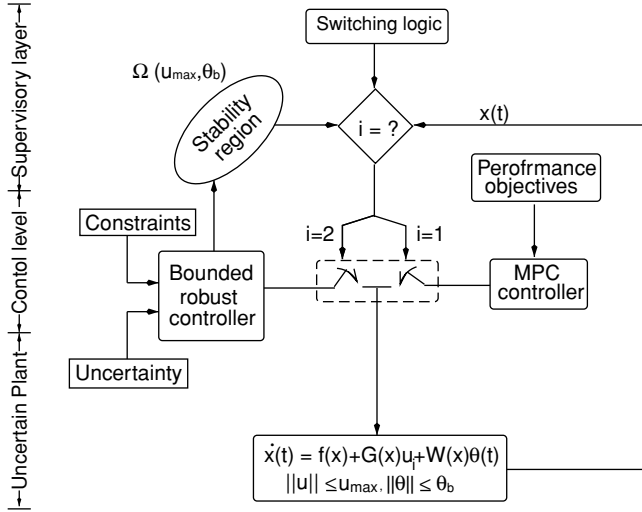 Switching logic
Ω (umax,θb)
Stability
region
i = ?
x(t)
Perofrmance
objectives
Constraints
i=2
i=1
Bounded
robust
controller
MPC
controller
Uncertainty
ẋ(t) = f(x)+G(x)ui+W(x)θ(t)
||u|| ≤umax, ||θ|| ≤ θb
Supervisory layer
Contol level
Uncertain Plant